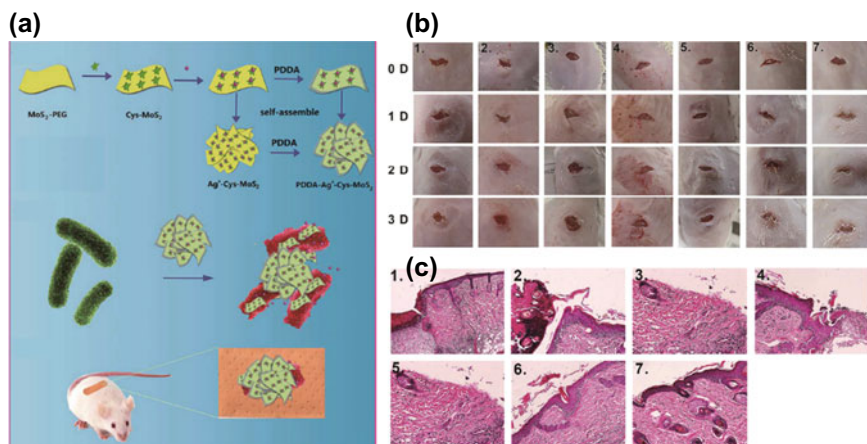 (a)
PDDA
MoS₂-PEG
Cys-MoS₂
self-assemble
PDDA
Ag⁺-Cys-MoS₂
PDDA-Ag⁺-Cys-MoS₂
(b)
1. 2. 3. 4. 5. 6. 7.
0 D
1 D
2 D
3 D
(c)
1. 2. 3. 4.
5. 6. 7.